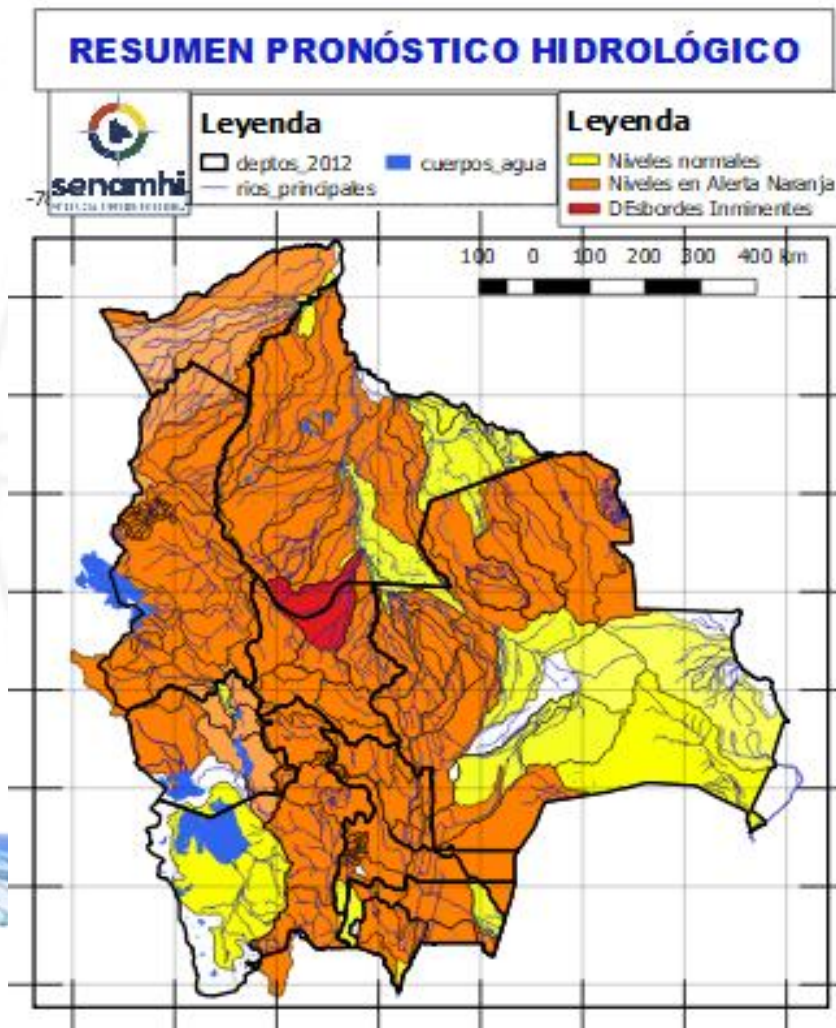 RESUMEN PRONÓSTICO HIDROLÓGICO
senamhi
Leyenda
deptos_2012
cuerpos_agua
rios_principales
Leyenda
Niveles normales
Niveles en Alerta Naranja
DEsbordes Inminentes
100 0 100 200 300 400 km